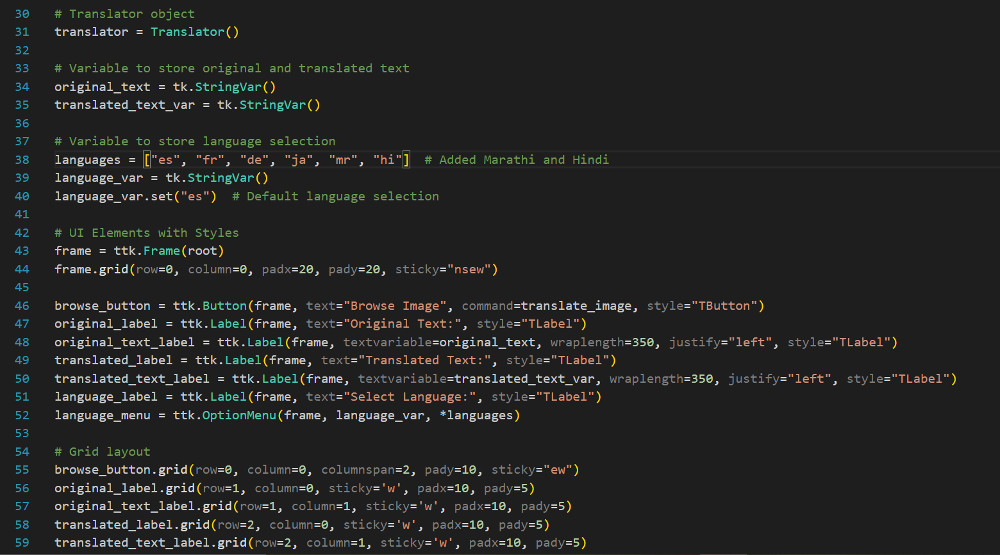 30 # Translator object
31 translator = Translator()
32
33 # Variable to store original and translated text
34 original_text = tk.StringVar()
35 translated_text_var = tk.StringVar()
36
37 # Variable to store language selection
38 languages = ["es", "fr", "de", "ja", "mr", "hi"]  # Added Marathi and Hindi
39 language_var = tk.StringVar()
40 language_var.set("es")  # Default language selection
41
42 # UI Elements with Styles
43 frame = ttk.Frame(root)
44 frame.grid(row=0, column=0, padx=20, pady=20, sticky="nsew")
45
46 browse_button = ttk.Button(frame, text="Browse Image", command=translate_image, style="TButton")
47 original_label = ttk.Label(frame, text="Original Text:", style="TLabel")
48 original_text_label = ttk.Label(frame, textvariable=original_text, wraplength=350, justify="left", style="TLabel")
49 translated_label = ttk.Label(frame, text="Translated Text:", style="TLabel")
50 translated_text_label = ttk.Label(frame, textvariable=translated_text_var, wraplength=350, justify="left", style="TLabel")
51 language_label = ttk.Label(frame, text="Select Language:", style="TLabel")
52 language_menu = ttk.OptionMenu(frame, language_var, *languages)
53
54 # Grid layout
55 browse_button.grid(row=0, column=0, columnspan=2, pady=10, sticky="ew")
56 original_label.grid(row=1, column=0, sticky='w', padx=10, pady=5)
57 original_text_label.grid(row=1, column=1, sticky='w', padx=10, pady=5)
58 translated_label.grid(row=2, column=0, sticky='w', padx=10, pady=5)
59 translated_text_label.grid(row=2, column=1, sticky='w', padx=10, pady=5)